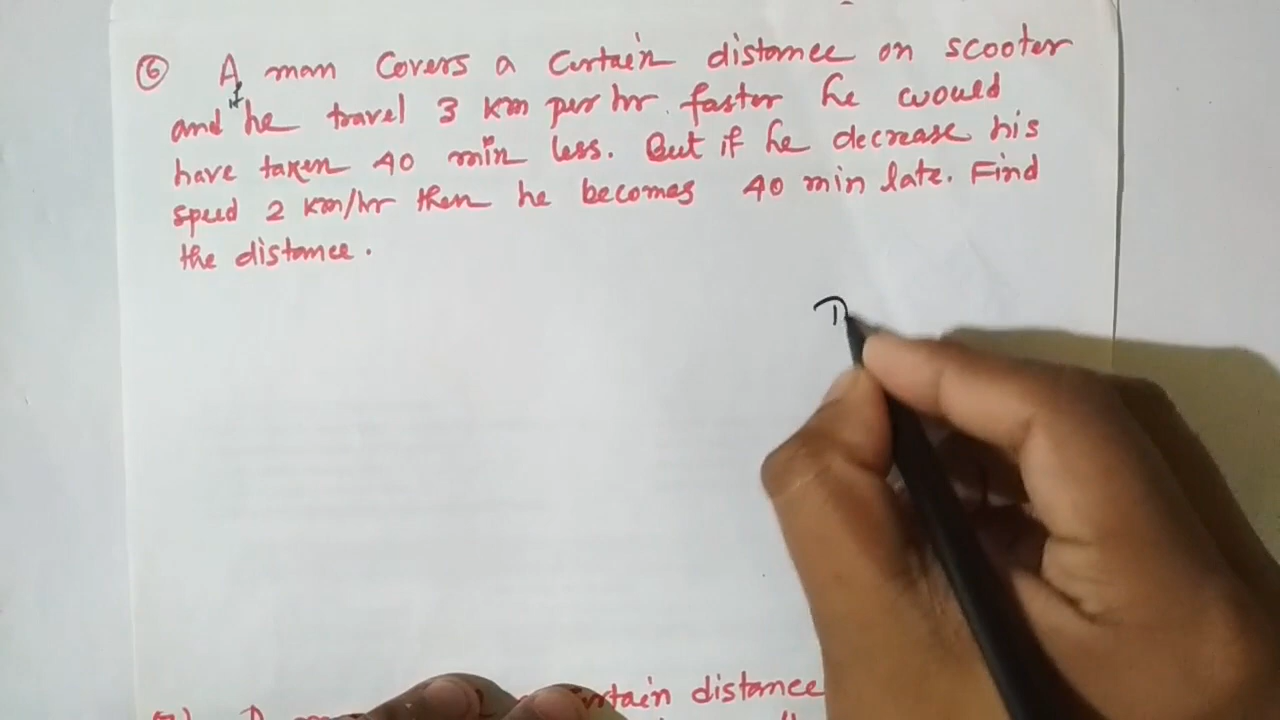 ⑥ A man Covers a Certain distance on scooter
and if he travel 3 Km per hr. faster he would
have taken 40 min less. But if he decrease his
speed 2 Km/hr then he becomes 40 min late. Find
the distance.
D
certain distance